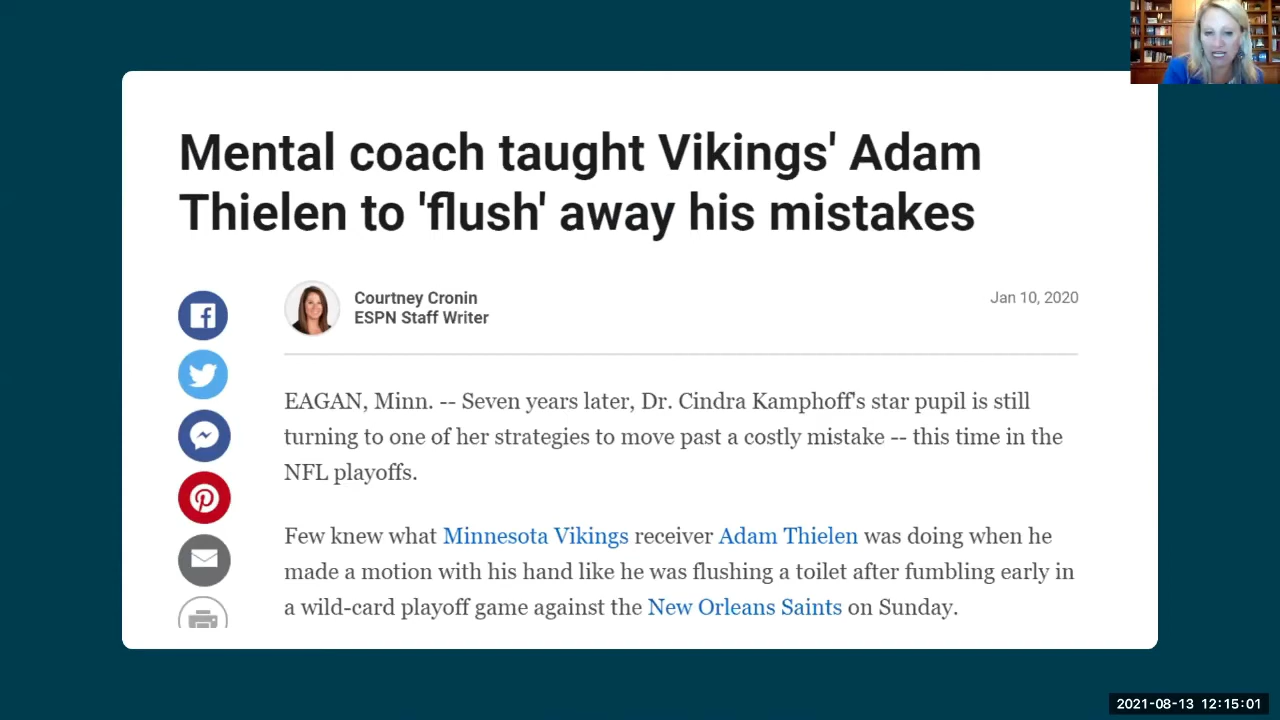 Mental coach taught Vikings' Adam
Thielen to 'flush' away his mistakes
Courtney Cronin
ESPN Staff Writer
Jan 10, 2020
EAGAN, Minn. -- Seven years later, Dr. Cindra Kamphoff's star pupil is still
turning to one of her strategies to move past a costly mistake -- this time in the
NFL playoffs.
Few knew what Minnesota Vikings receiver Adam Thielen was doing when he
made a motion with his hand like he was flushing a toilet after fumbling early in
a wild-card playoff game against the New Orleans Saints on Sunday.
2021-08-13 12:15:01